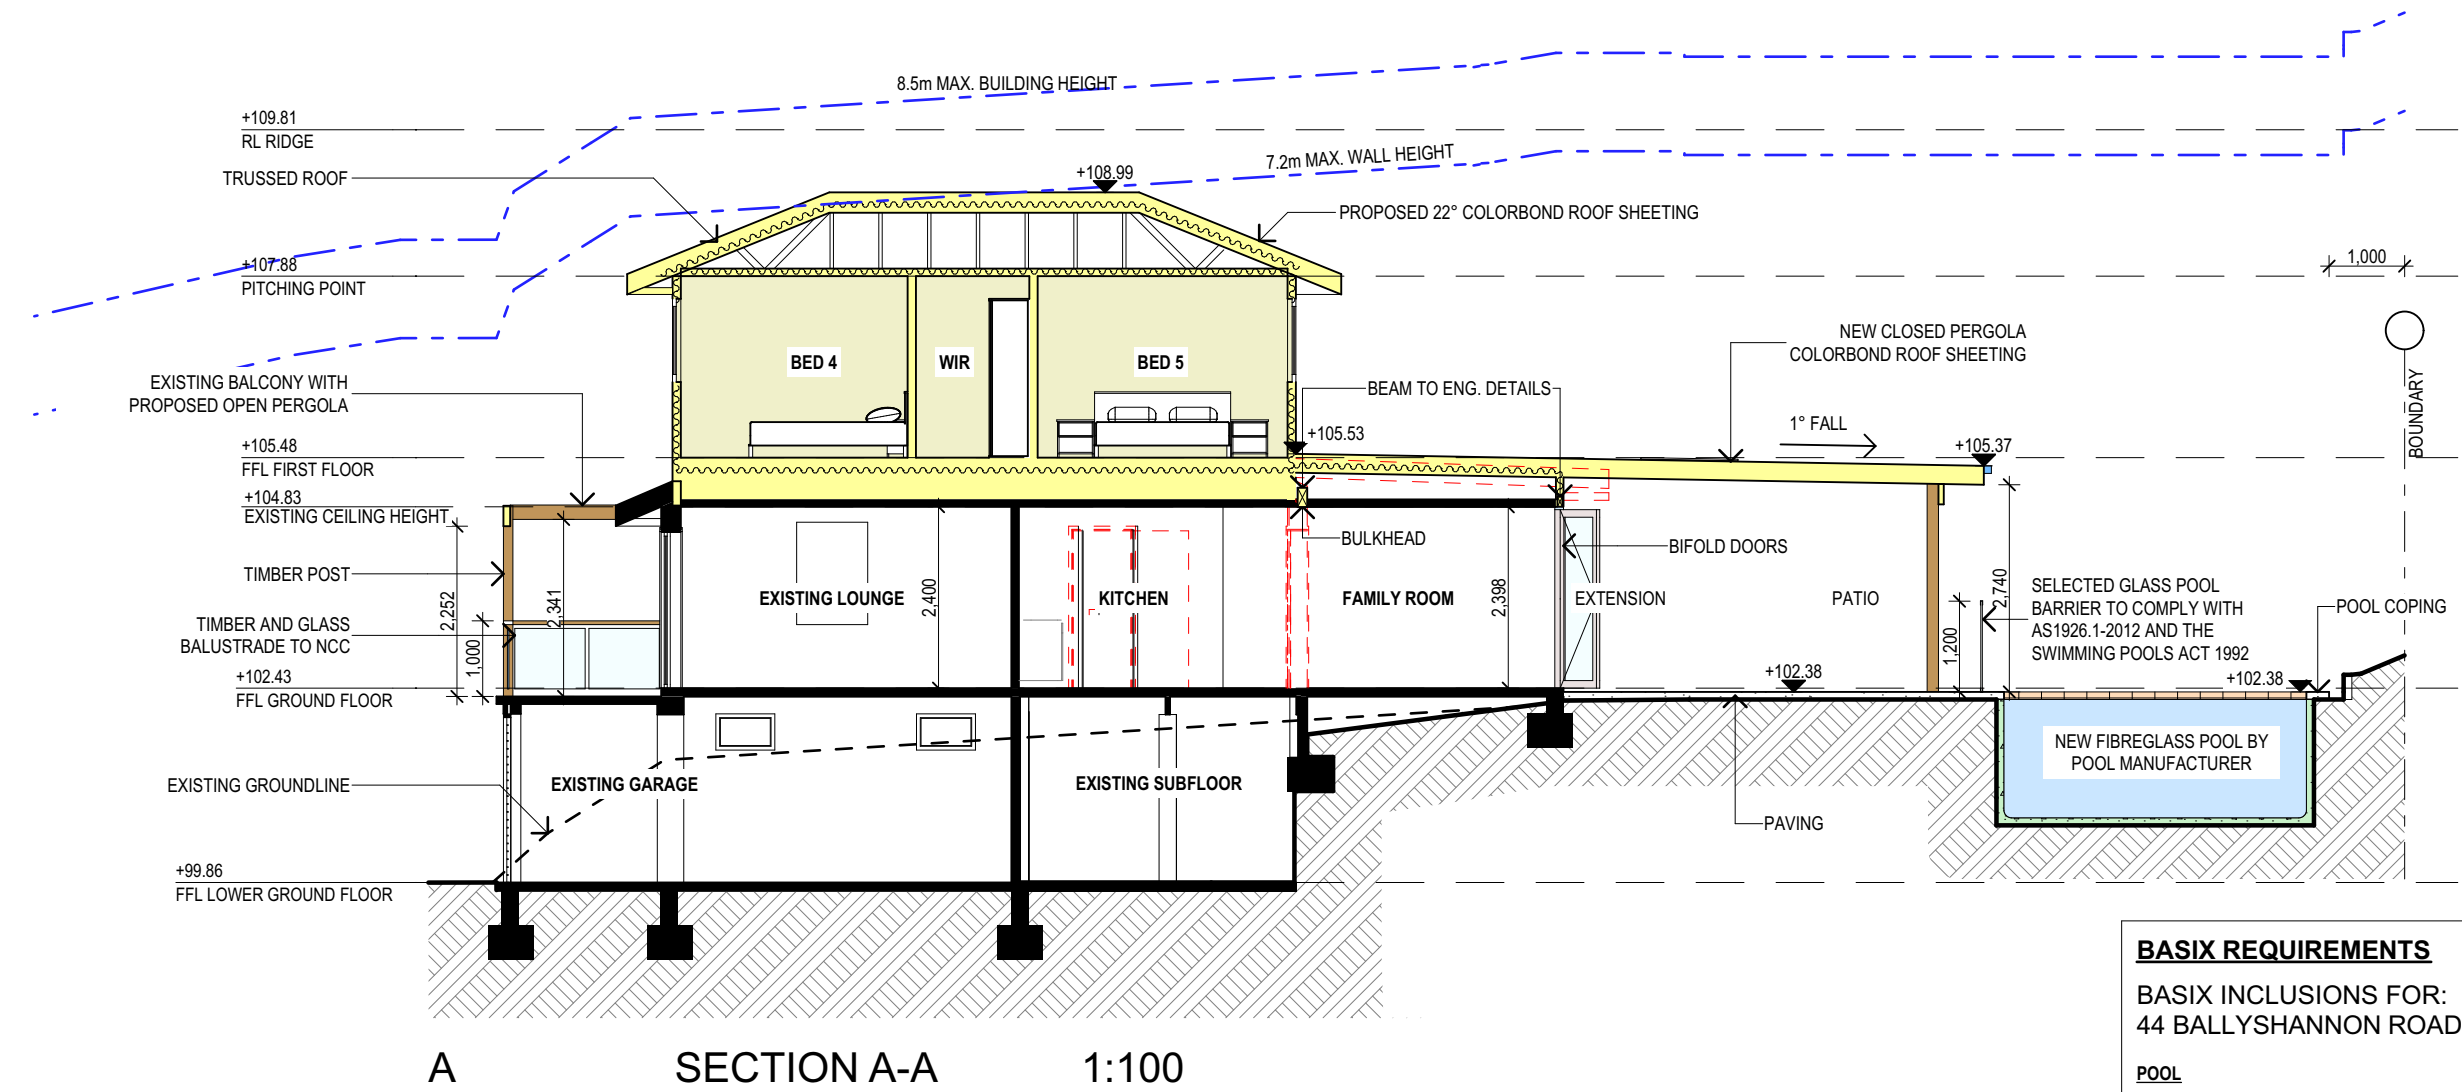 8.5m MAX. BUILDING HEIGHT
+109.81
RL RIDGE
7.2m MAX. WALL HEIGHT
TRUSSED ROOF
+108.99
PROPOSED 22° COLORBOND ROOF SHEETING
+107.88
PITCHING POINT
1,000
NEW CLOSED PERGOLA
COLORBOND ROOF SHEETING
BOUNDARY
BED 4
WIR
BED 5
EXISTING BALCONY WITH
PROPOSED OPEN PERGOLA
BEAM TO ENG. DETAILS
1° FALL
+105.48
FFL FIRST FLOOR
+105.53
+105.37
+104.83
EXISTING CEILING HEIGHT
BULKHEAD
BIFOLD DOORS
TIMBER POST
2,252
2,341
2,400
2,398
2,740
EXISTING LOUNGE
KITCHEN
FAMILY ROOM
EXTENSION
PATIO
SELECTED GLASS POOL
BARRIER TO COMPLY WITH
AS1926.1-2012 AND THE
SWIMMING POOLS ACT 1992
POOL COPING
TIMBER AND GLASS
BALUSTRADE TO NCC
1,000
1,200
+102.43
FFL GROUND FLOOR
+102.38
+102.38
NEW FIBREGLASS POOL BY
POOL MANUFACTURER
EXISTING GROUNDLINE
EXISTING GARAGE
EXISTING SUBFLOOR
PAVING
+99.86
FFL LOWER GROUND FLOOR
BASIX REQUIREMENTS
BASIX INCLUSIONS FOR:
44 BALLYSHANNON ROAD
POOL
A SECTION A-A 1:100